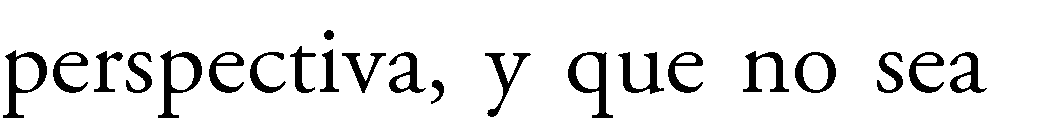 perspectiva, y que no sea